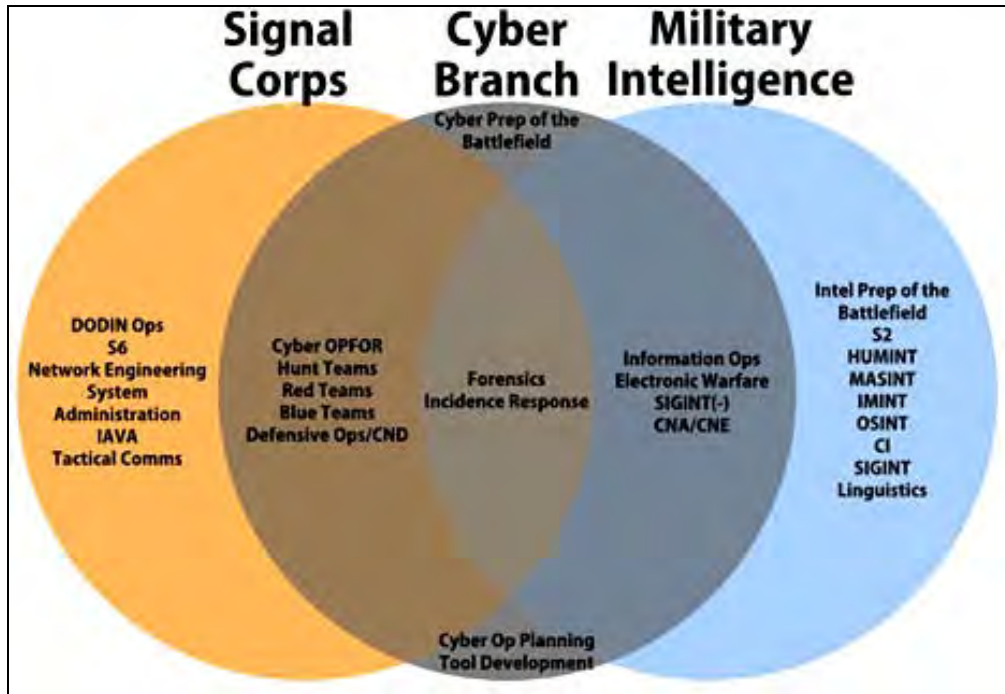 Signal
Corps
Cyber
Branch
Military
Intelligence
Cyber Prep of the
Battlefield
DODIN Ops
S6
Network Engineering
System
Administration
IAVA
Tactical Comms
Cyber OPFOR
Hunt Teams
Red Teams
Blue Teams
Defensive Ops/CND
Forensics
Incidence Response
Information Ops
Electronic Warfare
SIGINT(-)
CNA/CNE
Intel Prep of the
Battlefield
S2
HUMINT
MASINT
IMINT
OSINT
CI
SIGINT
Linguistics
Cyber Op Planning
Tool Development